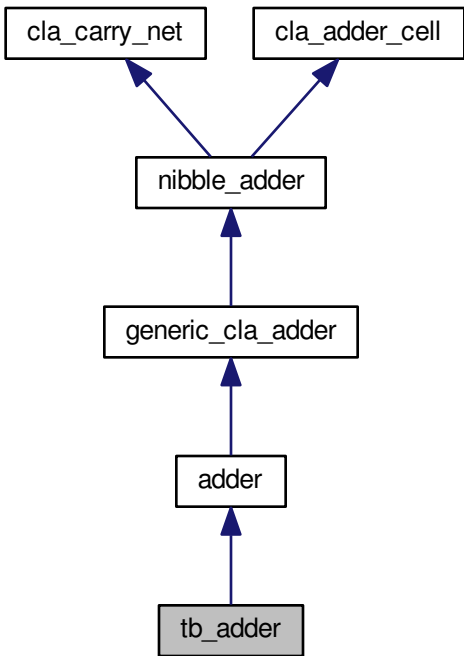 cla_carry_net
cla_adder_cell
nibble_adder
generic_cla_adder
adder
tb_adder